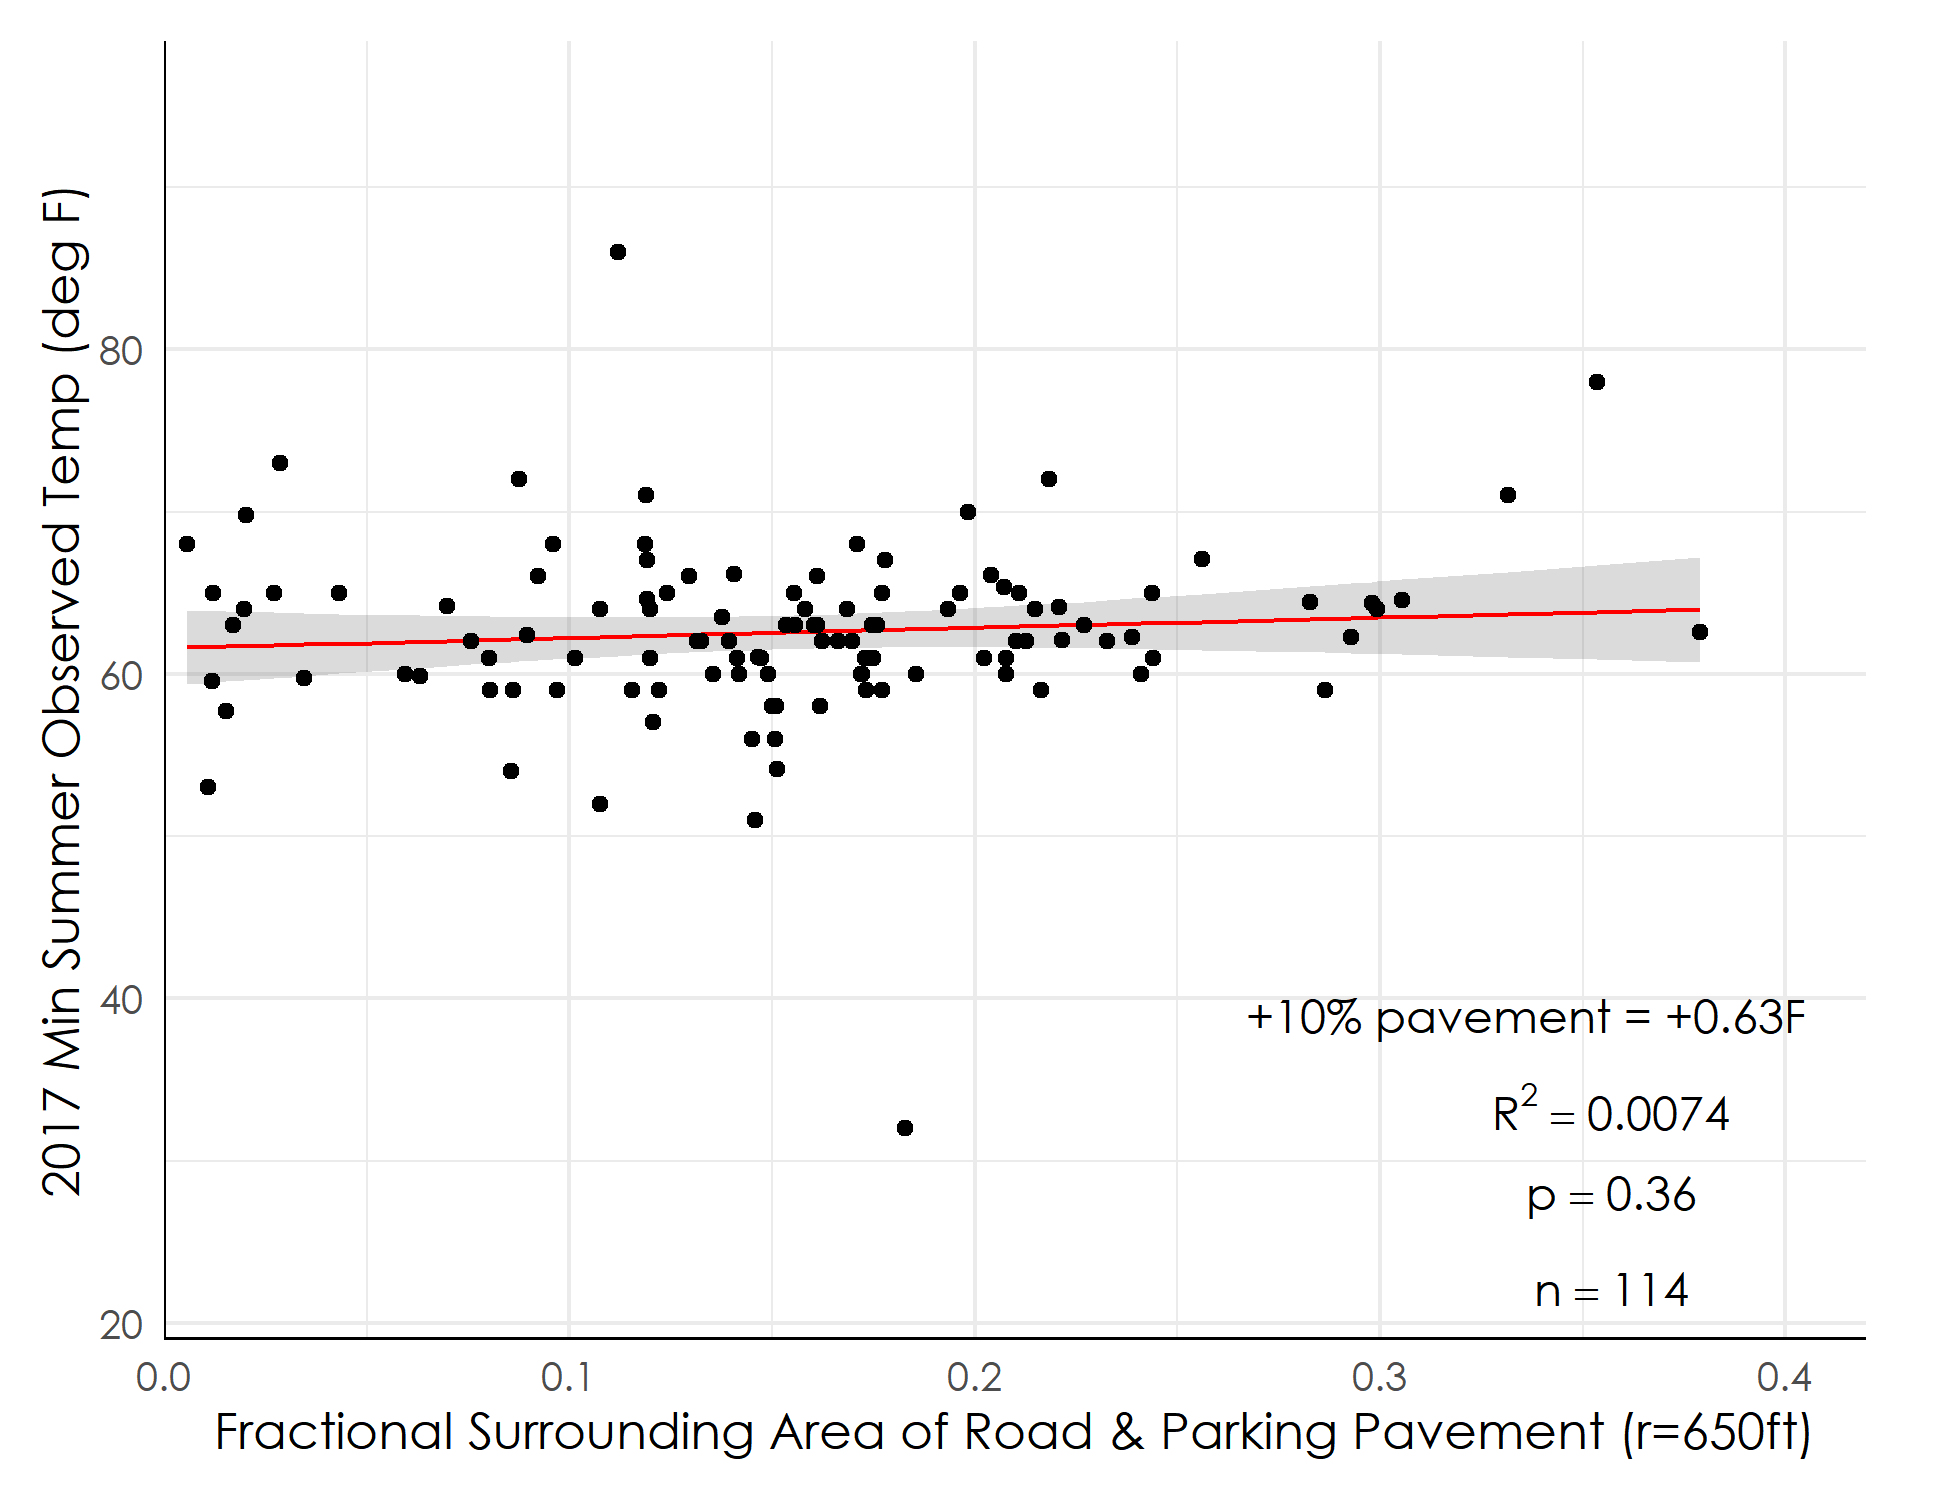 2017 Min Summer Observed Temp (deg F)
80
60
40
20
+10% pavement = +0.63F
R² = 0.0074
p = 0.36
n = 114
0.0 0.1 0.2 0.3 0.4
Fractional Surrounding Area of Road & Parking Pavement (r=650ft)